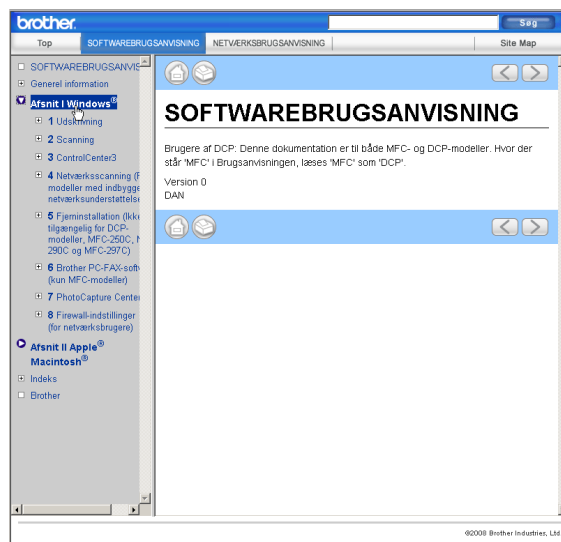 brother.
Søg
Top
SOFTWAREBRUGSANVISNING
NETVÆRKSBRUGSANVISNING
Site Map
SOFTWAREBRUGSANVIS
Generel information
Afsnit I Windows®
1 Udskrivning
2 Scanning
3 ControlCenter3
4 Netværksscanning (F
modeller med indbygge
netværksunderstøttelse
5 Fjerninstallation (Ikke
tilgængelig for DCP-
modeller, MFC-250C, M
290C og MFC-297C)
6 Brother PC-FAX-softw
(kun MFC-modeller)
7 PhotoCapture Center
8 Firewall-indstillinger
(for netværksbrugere)
Afsnit II Apple®
Macintosh®
Indeks
Brother
SOFTWAREBRUGSANVISNING
Brugere af DCP: Denne dokumentation er til både MFC- og DCP-modeller. Hvor der
står 'MFC' i Brugsanvisningen, læses 'MFC' som 'DCP'.
Version 0
DAN
©2008 Brother Industries, Ltd.